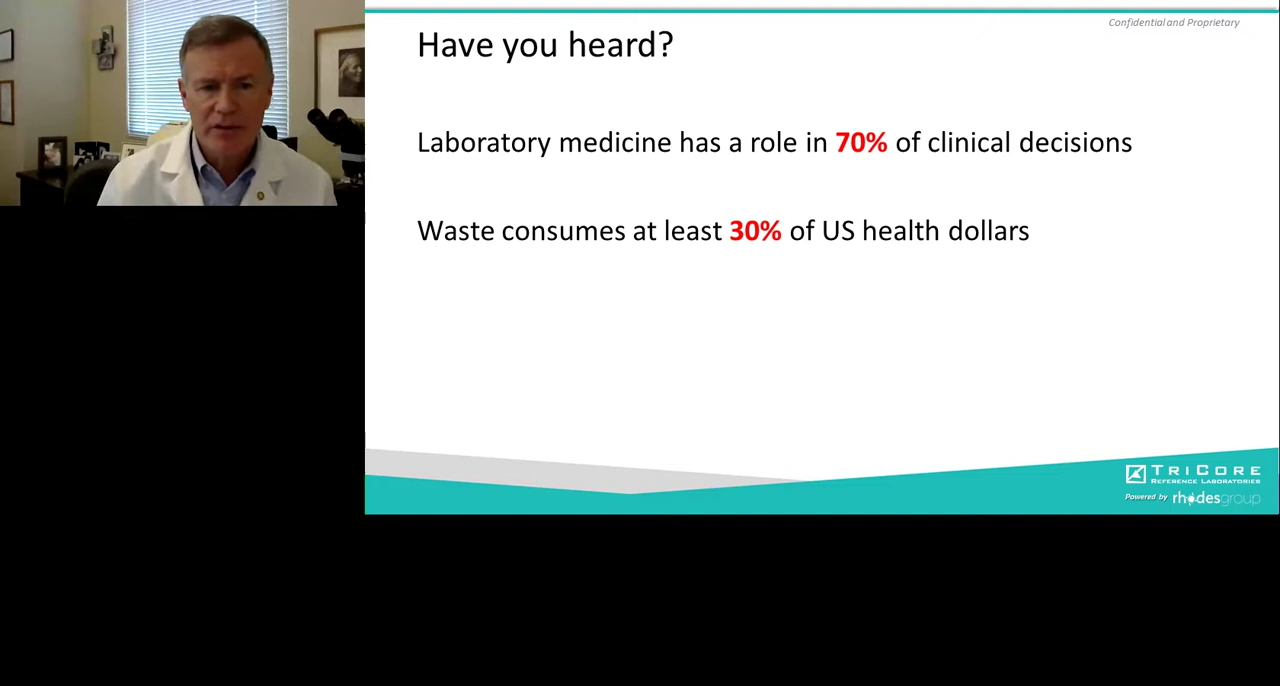 Confidential and Proprietary
Have you heard?
Laboratory medicine has a role in 70% of clinical decisions
Waste consumes at least 30% of US health dollars
TRICORE
REFERENCE LABORATORIES
Powered by rhodesgroup